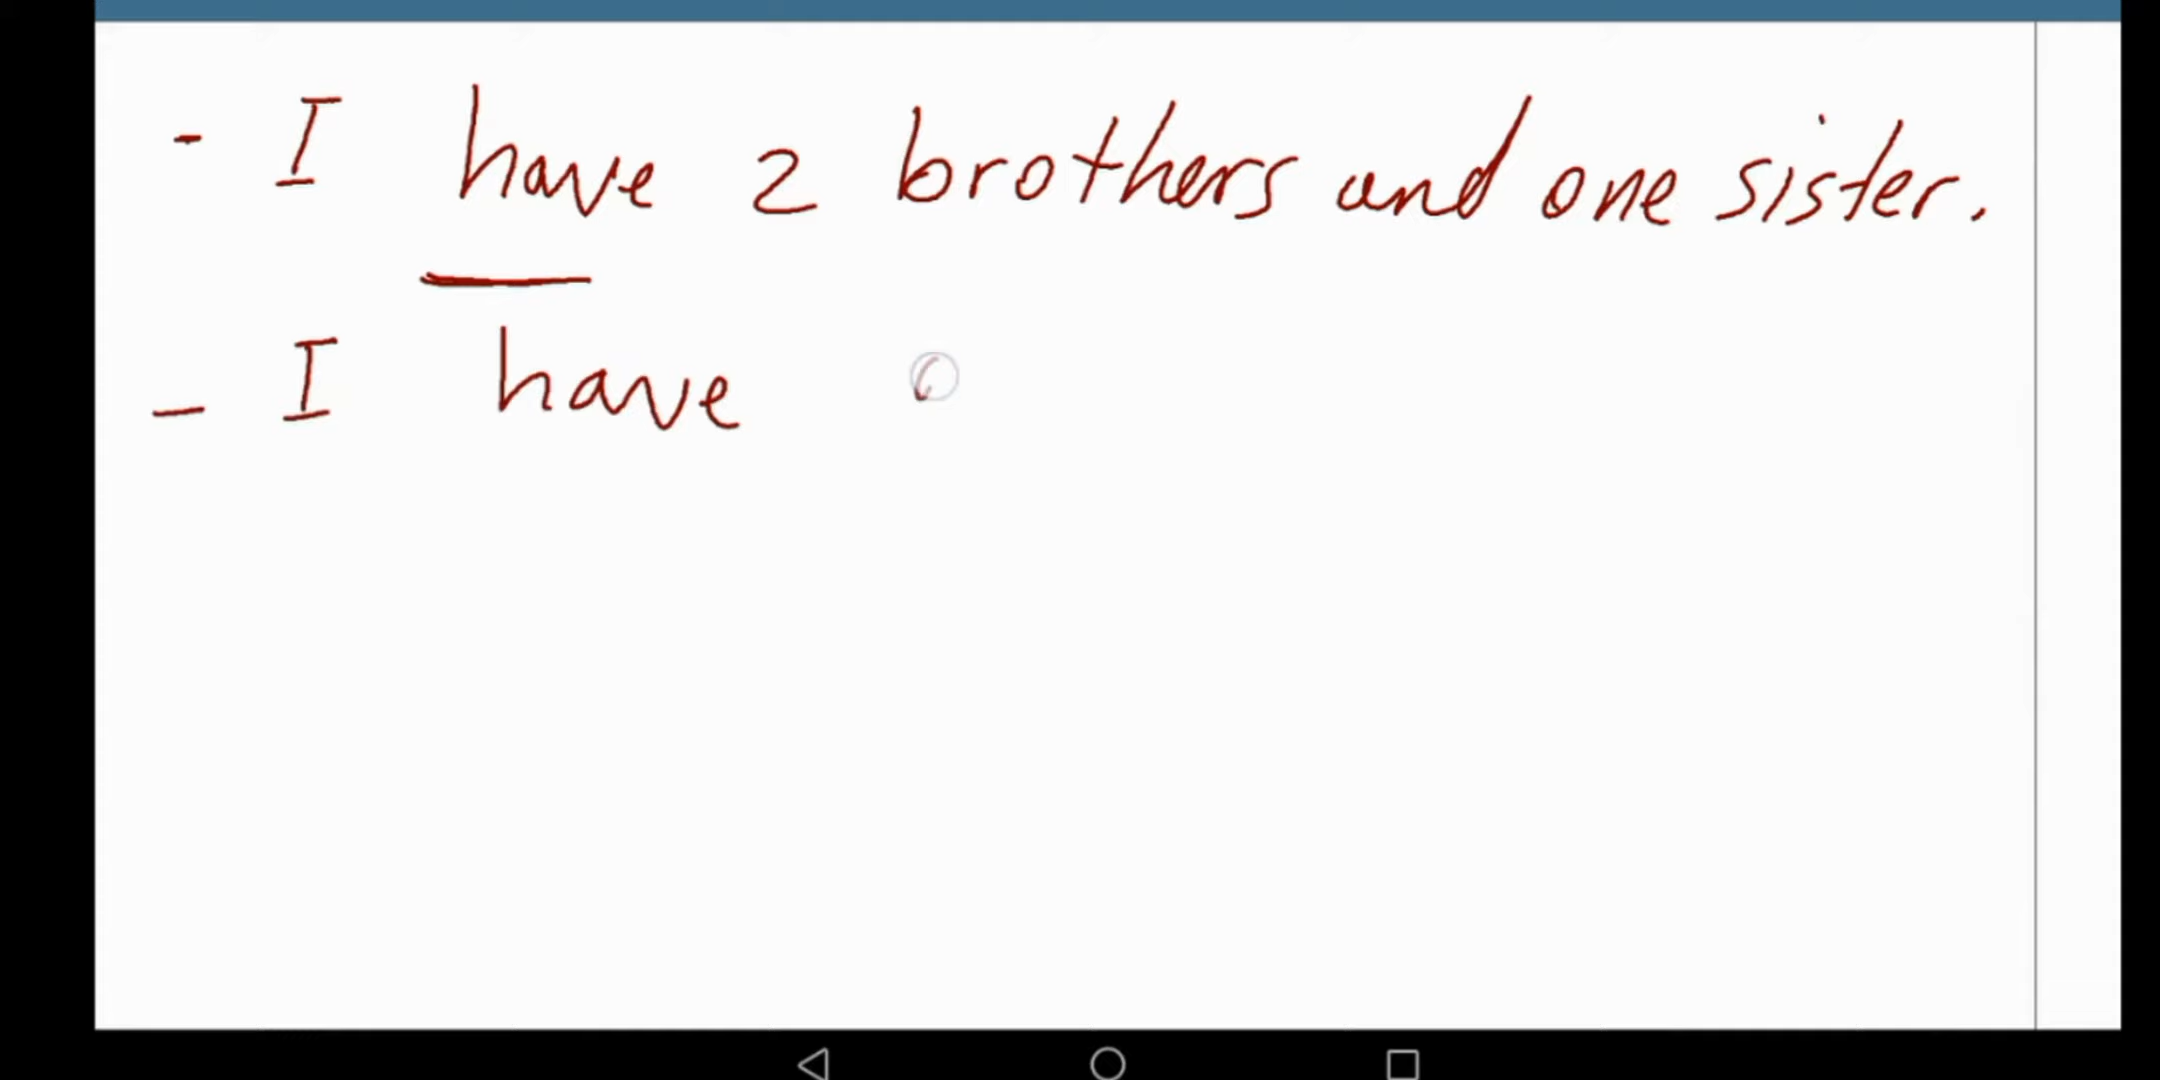 - I have 2 brothers and one sister.
- I have